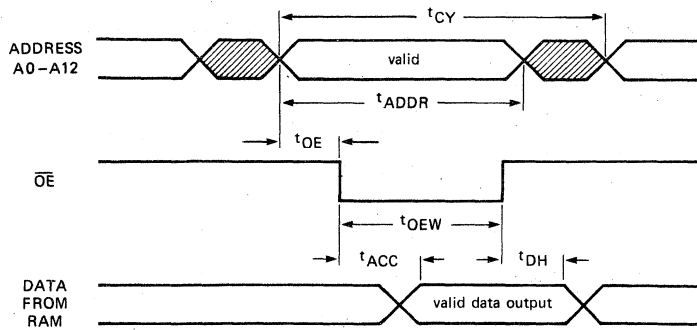 tCY
ADDRESS
A0-A12
valid
tADDR
tOE
OE
tOEW
tACC
tDH
DATA
FROM
RAM
valid data output